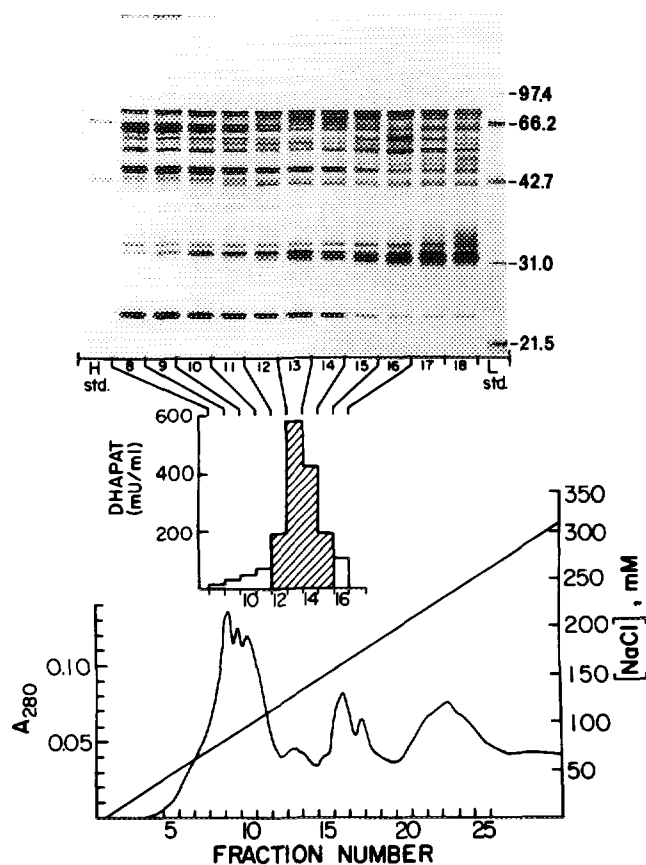 -97.4
-66.2
-42.7
-31.0
-21.5
H std. 8 9 10 11 12 13 14 15 16 17 18 L std.
DHAPAT (mU/ml)
600
400
200
10 12 14 16
A280
0.10
0.05
350
300
250
200
150
100
50
[NaCl], mM
5 10 15 20 25
FRACTION NUMBER